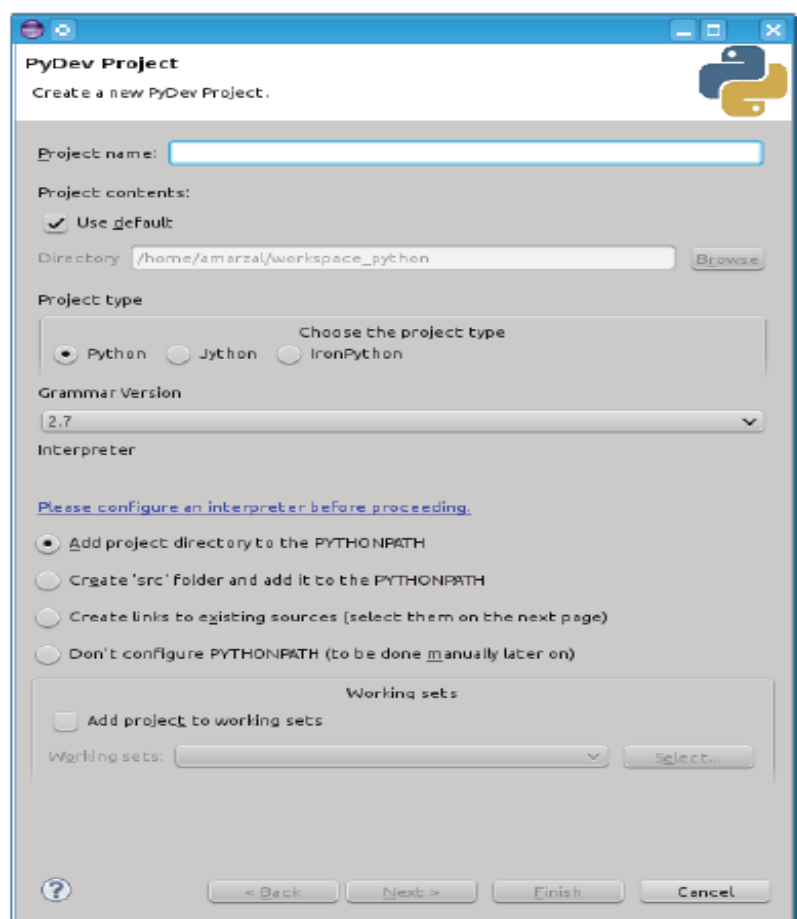 PyDev Project
Create a new PyDev Project.
Project name:
Project contents:
Use default
Directory /home/amarzal/workspace_python Browse
Project type
Choose the project type
Python Jython IronPython
Grammar Version
2.7
Interpreter
Please configure an interpreter before proceeding.
Add project directory to the PYTHONPATH
Create 'src' folder and add it to the PYTHONPATH
Create links to existing sources (select them on the next page)
Don't configure PYTHONPATH (to be done manually later on)
Working sets
Add project to working sets
Working sets: Select...
? < Back Next > Finish Cancel